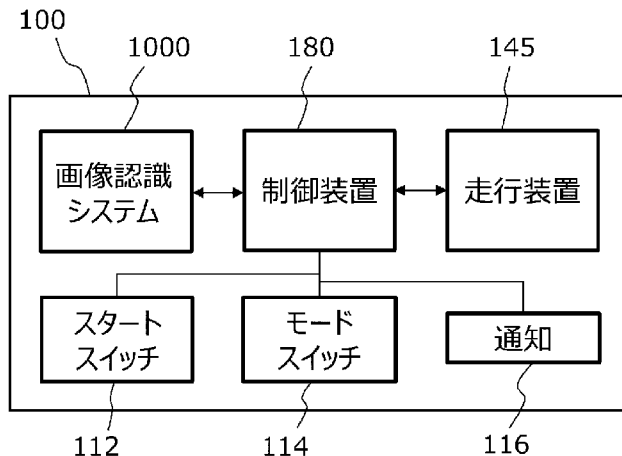 100
1000
180
145
画像認識
システム
制御装置
走行装置
スタート
スイッチ
モード
スイッチ
通知
112
114
116